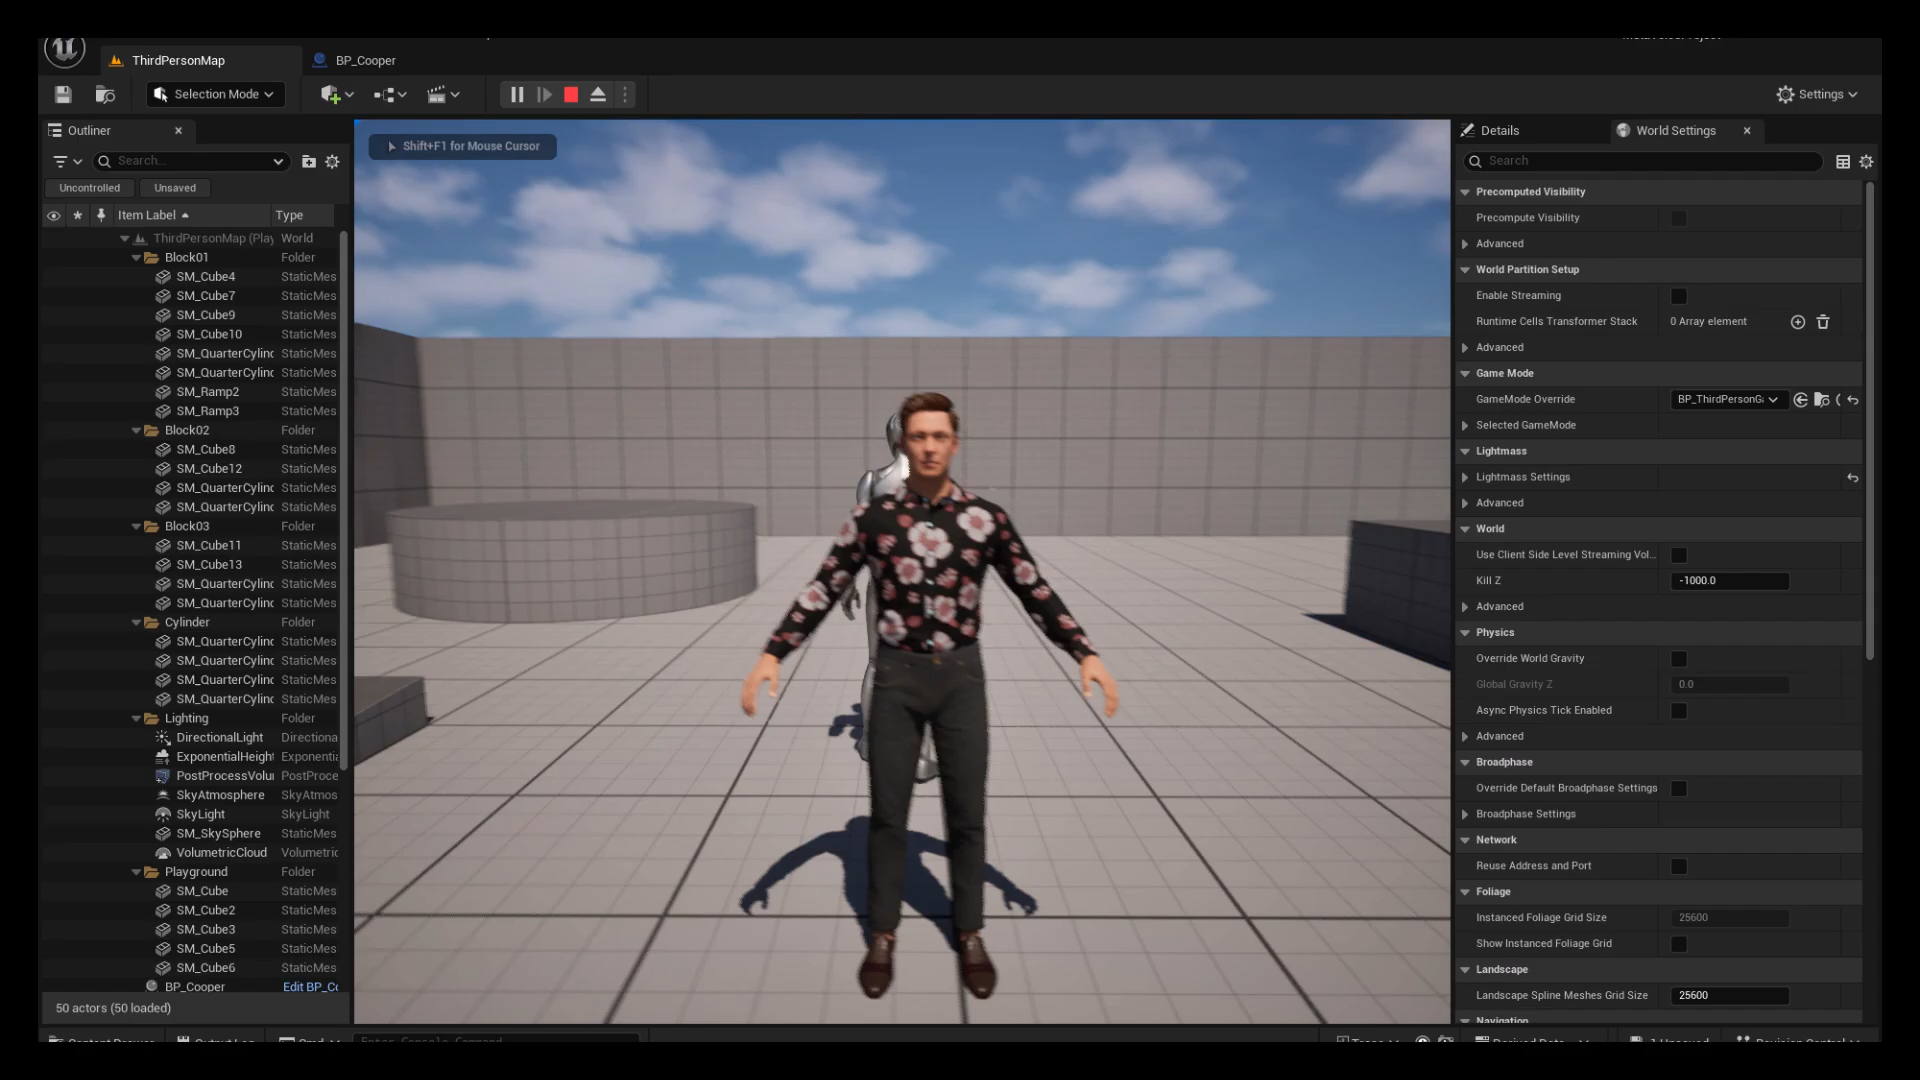 ThirdPersonMap
BP_Cooper
Selection Mode
Settings
Outliner
Shift+F1 for Mouse Cursor
Details
World Settings
Search...
Search
Uncontrolled
Unsaved
Item Label
Type
ThirdPersonMap (Play World
Block01 Folder
SM_Cube4 StaticMes
SM_Cube7 StaticMes
SM_Cube9 StaticMes
SM_Cube10 StaticMes
SM_QuarterCylinc StaticMes
SM_QuarterCylinc StaticMes
SM_Ramp2 StaticMes
SM_Ramp3 StaticMes
Block02 Folder
SM_Cube8 StaticMes
SM_Cube12 StaticMes
SM_QuarterCylinc StaticMes
SM_QuarterCylinc StaticMes
Block03 Folder
SM_Cube11 StaticMes
SM_Cube13 StaticMes
SM_QuarterCylinc StaticMes
SM_QuarterCylinc StaticMes
Cylinder Folder
SM_QuarterCylinc StaticMes
SM_QuarterCylinc StaticMes
SM_QuarterCylinc StaticMes
SM_QuarterCylinc StaticMes
Lighting Folder
DirectionalLight Directiona
ExponentialHeight Exponentia
PostProcessVolu PostProce
SkyAtmosphere SkyAtmos
SkyLight SkyLight
SM_SkySphere StaticMes
VolumetricCloud Volumetric
Playground Folder
SM_Cube StaticMes
SM_Cube2 StaticMes
SM_Cube3 StaticMes
SM_Cube5 StaticMes
SM_Cube6 StaticMes
BP_Cooper Edit BP_Co
50 actors (50 loaded)
Precomputed Visibility
Precompute Visibility
Advanced
World Partition Setup
Enable Streaming
Runtime Cells Transformer Stack 0 Array element
Advanced
Game Mode
GameMode Override BP_ThirdPersonGa
Selected GameMode
Lightmass
Lightmass Settings
Advanced
World
Use Client Side Level Streaming Vol...
Kill Z -1000.0
Advanced
Physics
Override World Gravity
Global Gravity Z 0.0
Async Physics Tick Enabled
Advanced
Broadphase
Override Default Broadphase Settings
Broadphase Settings
Network
Reuse Address and Port
Foliage
Instanced Foliage Grid Size 25600
Show Instanced Foliage Grid
Landscape
Landscape Spline Meshes Grid Size 25600
Navigation